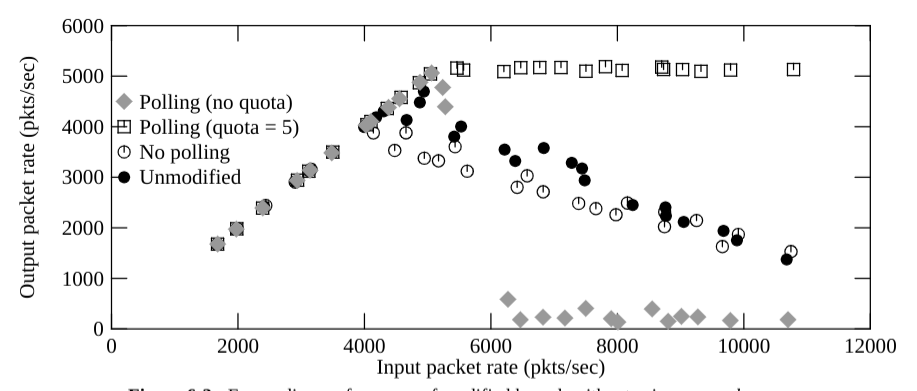 6000
5000
4000
3000
2000
1000
0
Output packet rate (pkts/sec)
Polling (no quota)
Polling (quota = 5)
No polling
Unmodified
0 2000 4000 6000 8000 10000 12000
Input packet rate (pkts/sec)